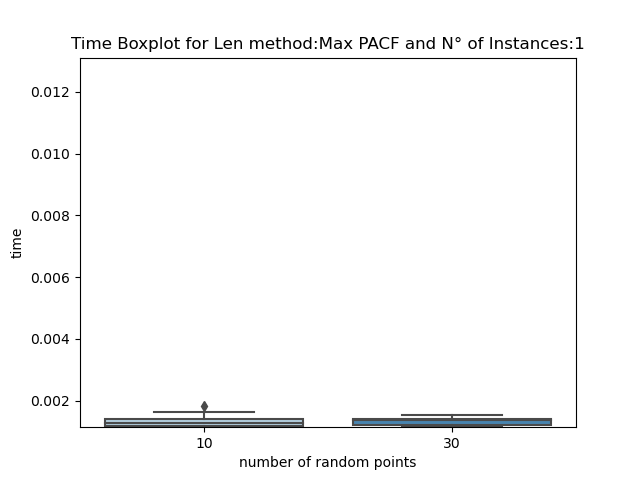 Time Boxplot for Len method:Max PACF and N° of Instances:1
0.012
0.010
0.008
0.006
0.004
0.002
time
10
30
number of random points